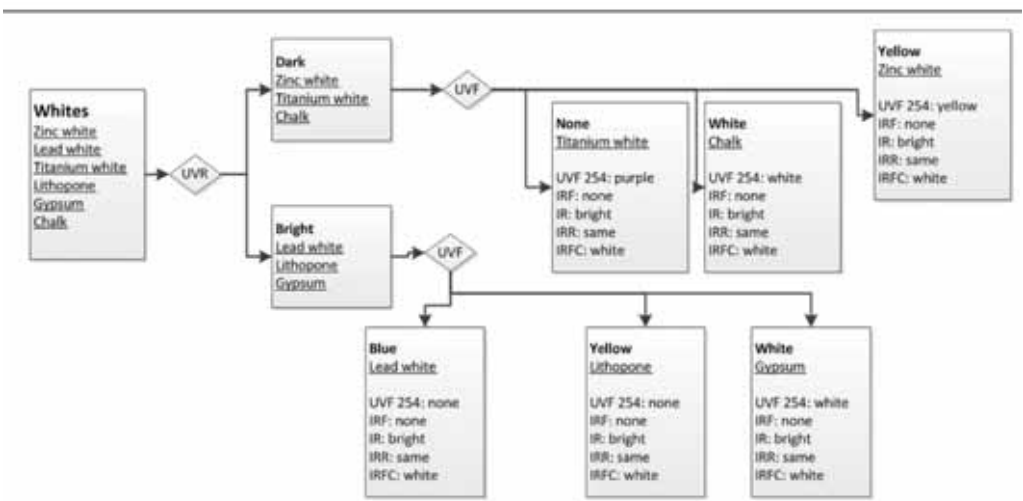 Whites
Zinc white
Lead white
Titanium white
Lithopone
Gypsum
Chalk
UVR
Dark
Zinc white
Titanium white
Chalk
UVF
None
Titanium white
UVF 254: purple
IRF: none
IR: bright
IRR: same
IRFC: white
White
Chalk
UVF 254: white
IRF: none
IR: bright
IRR: same
IRFC: white
Yellow
Zinc white
UVF 254: yellow
IRF: none
IR: bright
IRR: same
IRFC: white
Bright
Lead white
Lithopone
Gypsum
UVF
Blue
Lead white
UVF 254: none
IRF: none
IR: bright
IRR: same
IRFC: white
Yellow
Lithopone
UVF 254: none
IRF: none
IR: bright
IRR: same
IRFC: white
White
Gypsum
UVF 254: white
IRF: none
IR: bright
IRR: same
IRFC: white